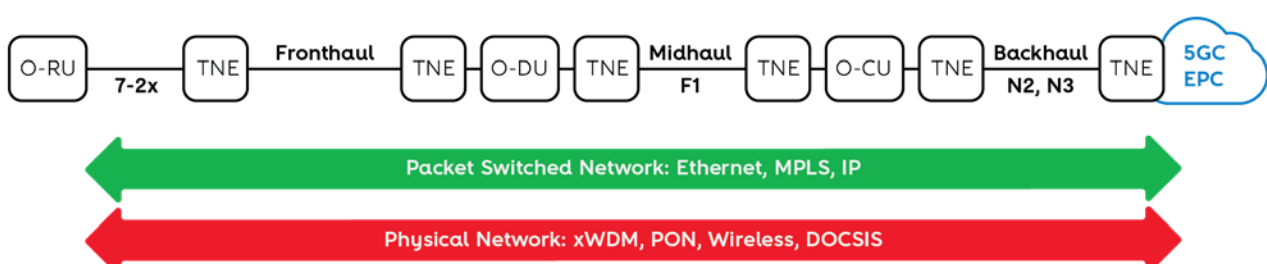 O-RU
7-2x
TNE
Fronthaul
TNE
O-DU
TNE
Midhaul
F1
TNE
O-CU
TNE
Backhaul
N2, N3
TNE
5GC
EPC
Packet Switched Network: Ethernet, MPLS, IP
Physical Network: xWDM, PON, Wireless, DOCSIS